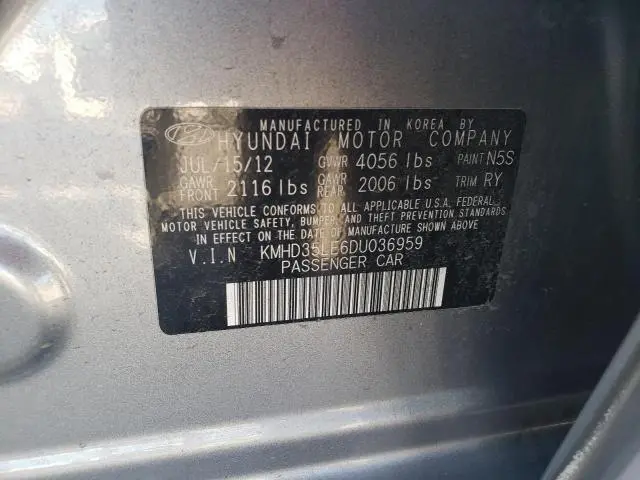 MANUFACTURED IN KOREA BY
HYUNDAI MOTOR COMPANY
JUL/15/12 GVWR 4056 lbs PAINT N5S
GAWR FRONT 2116 lbs GAWR REAR 2006 lbs TRIM RY
THIS VEHICLE CONFORMS TO ALL APPLICABLE U.S.A. FEDERAL
MOTOR VEHICLE SAFETY, BUMPER, AND THEFT PREVENTION STANDARDS
IN EFFECT ON THE DATE OF MANUFACTURE SHOWN ABOVE.
V.I.N KMHD35LE6DU036959
PASSENGER CAR